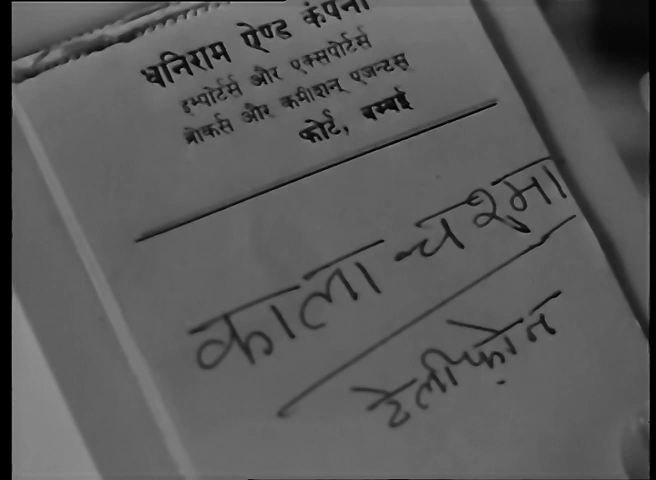 धनिराम ऐण्ड कंपनी
इम्पोर्टर्स और एक्सपोर्टर्स
ब्रोकर्स और कमीशन् एजन्टस्
फोर्ट, बम्बई
काला चश्मा
टेलीफ़ोन